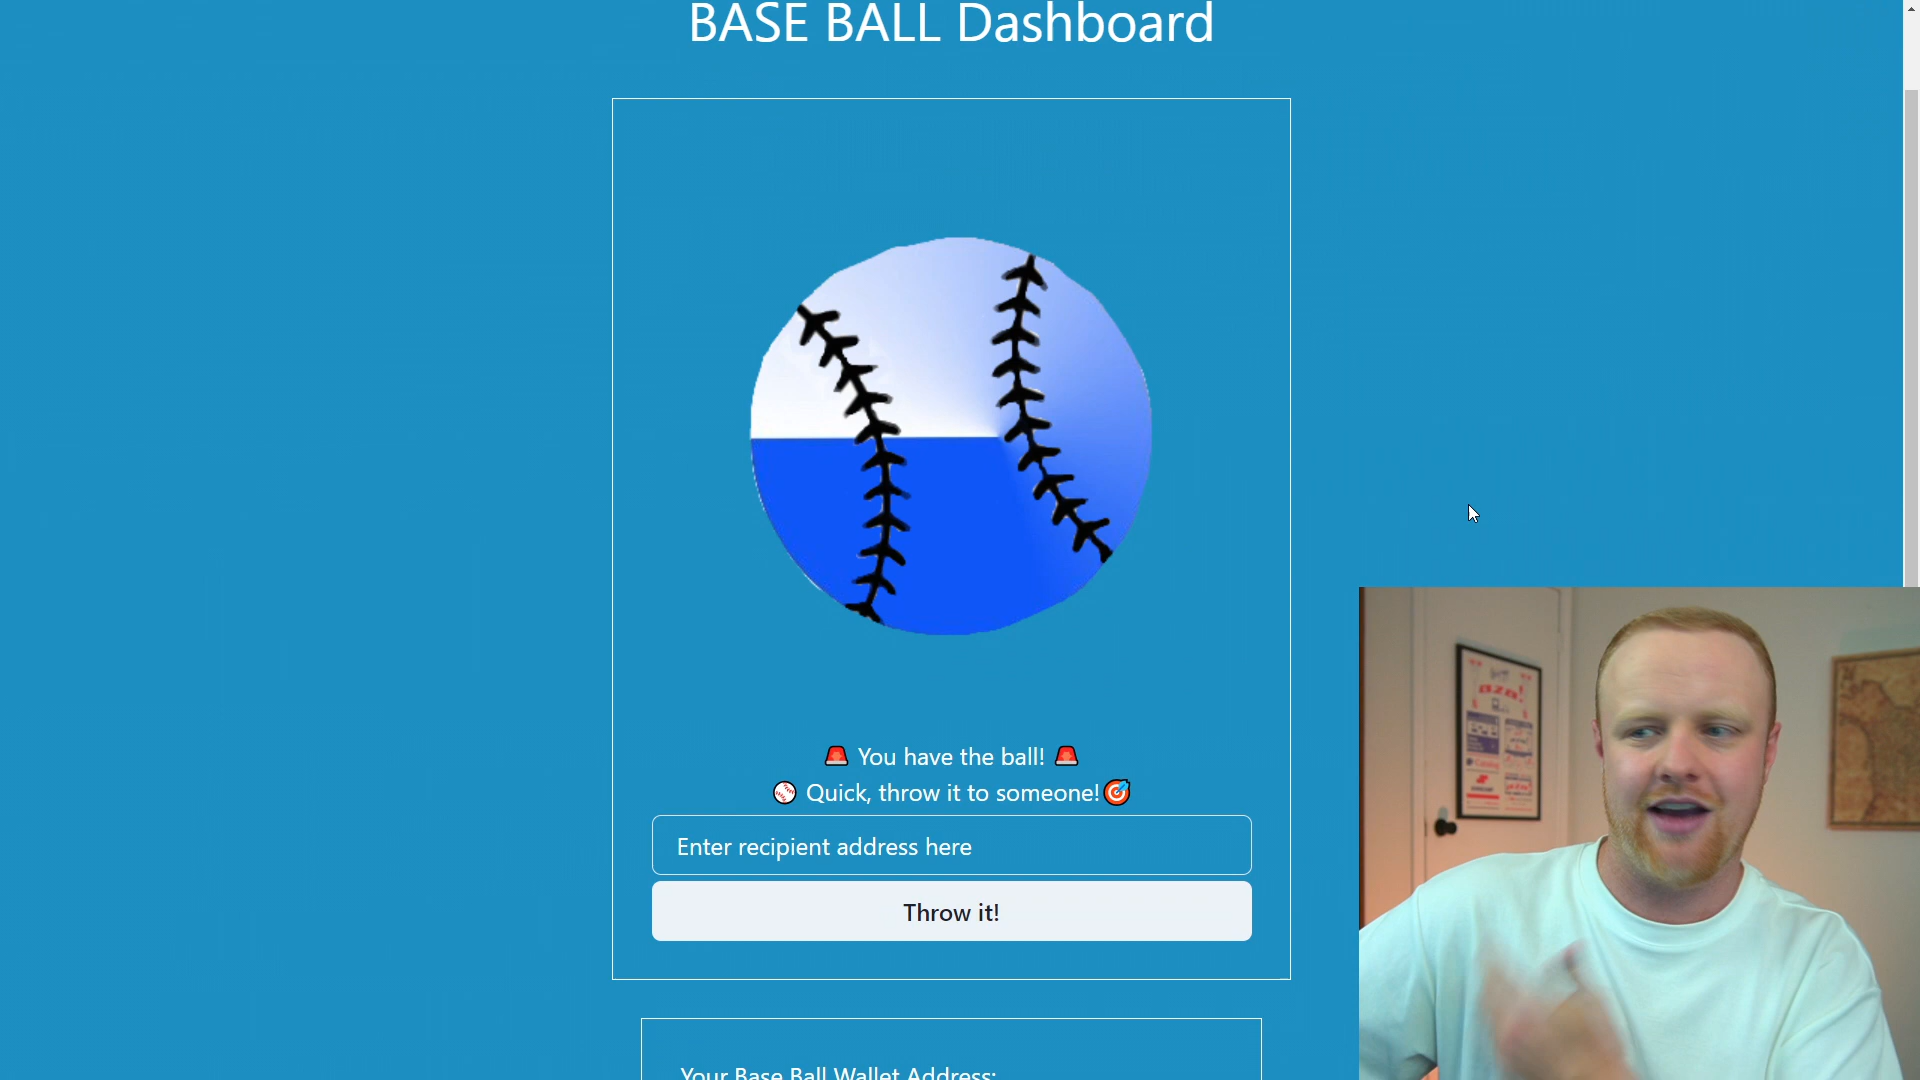 BASE BALL Dashboard
🚨 You have the ball! 🚨
⚾ Quick, throw it to someone!🎯
Enter recipient address here
Throw it!
Your Base Ball Wallet Address: